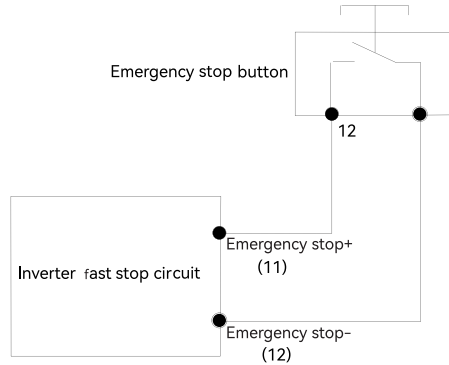 Emergency stop button
12
Emergency stop+
(11)
Inverter fast stop circuit
Emergency stop-
(12)